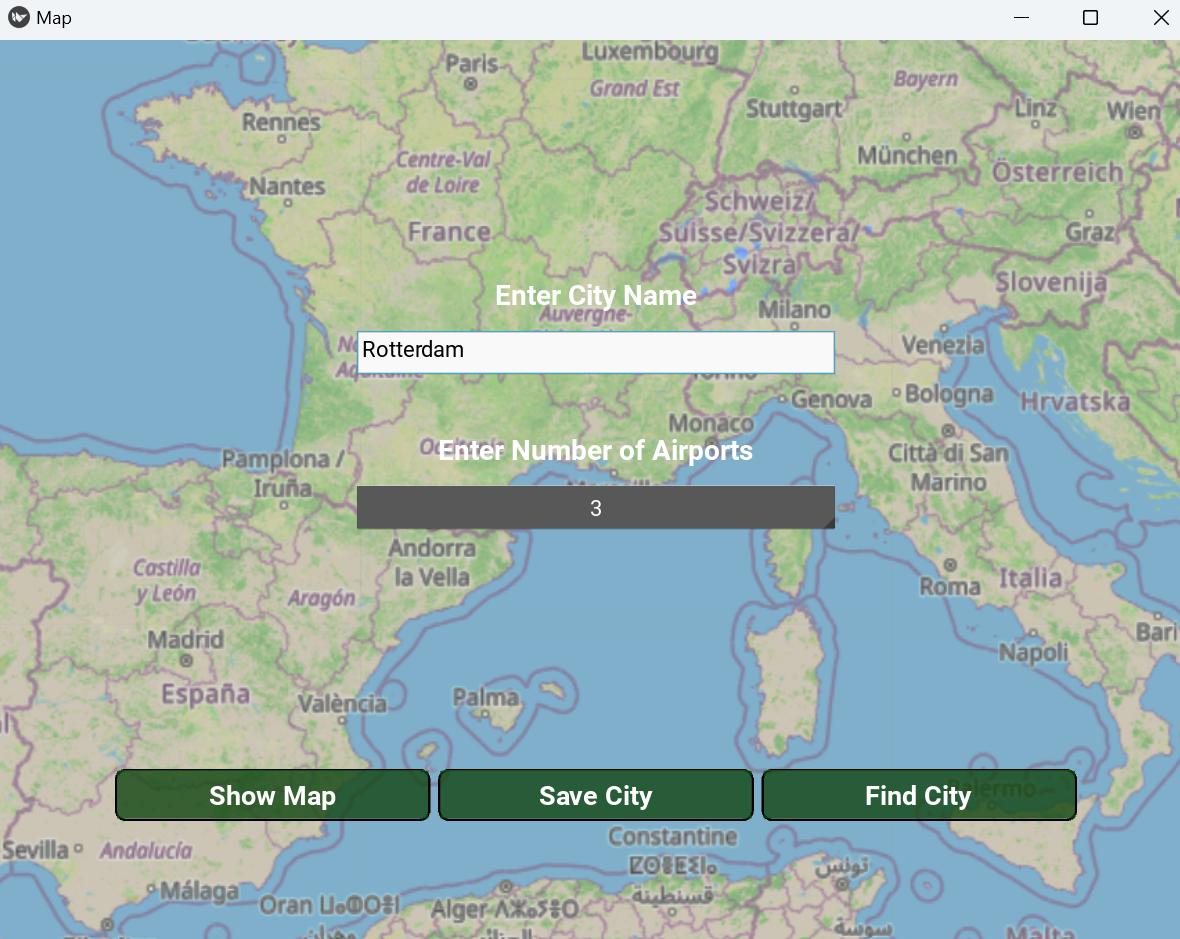 Map
Paris
Luxembourg
Grand Est
Bayern
Stuttgart
Linz
Wien
Rennes
München
Centre-Val
de Loire
Österreich
Nantes
Schweiz/
Suisse/Svizzera/
Svizra
France
Graz
Slovenija
Enter City Name
Auvergne-
Milano
Rotterdam
Venezia
Genova
Bologna
Hrvatska
Monaco
Enter Number of Airports
Città di San
Marino
Pamplona /
Iruña
3
Andorra
la Vella
Castilla
y León
Aragón
Roma
Italia
Madrid
Bari
Napoli
España
València
Palma
Show Map
Save City
Find City
Palermo
Constantine
ⵇⵙⴻⵟⵉⵏⴰ
قسنطينة
Sevilla
Andalucía
تونس
Málaga
Oran
Alger
سوسة
وهران
Malta